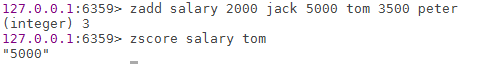 127.0.0.1:6359> zadd salary 2000 jack 5000 tom 3500 peter
(integer) 3
127.0.0.1:6359> zscore salary tom
"5000"